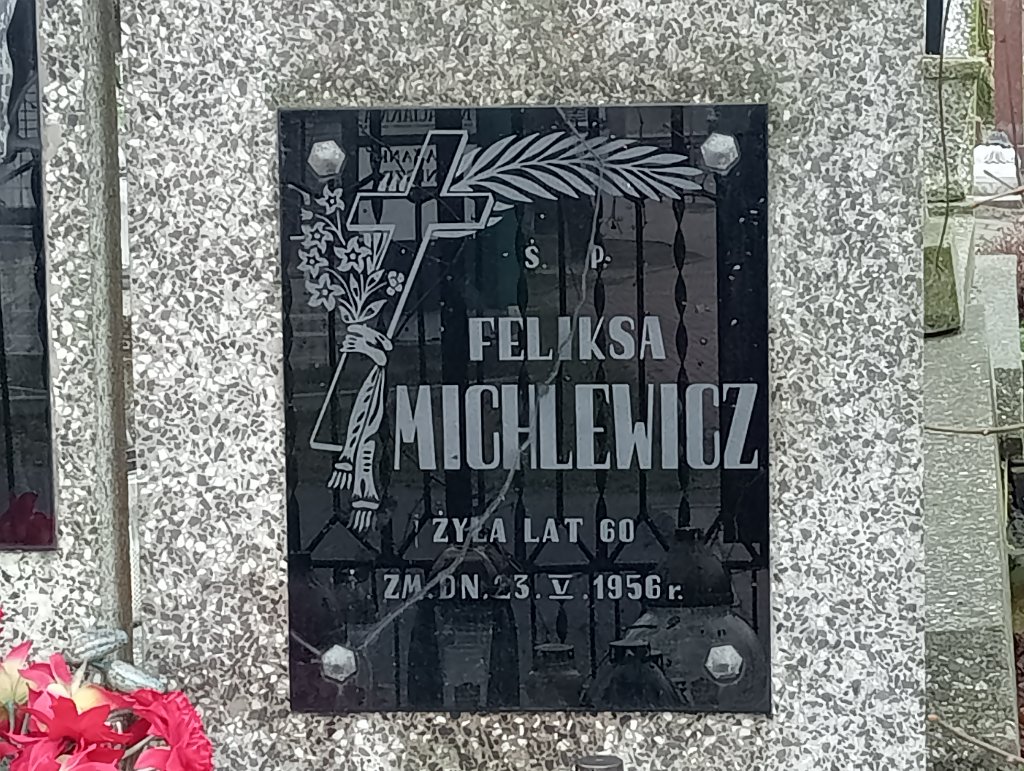 Ś. p.
FELIKSA
MICHLEWICZ
ŻYŁA LAT 60
ZM. DN. 23. V. 1956 r.